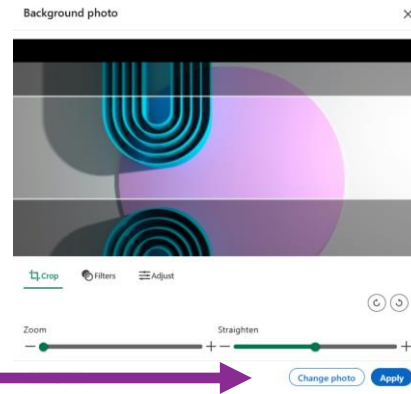 Background photo
Crop Filters Adjust
Zoom Straighten
Change photo Apply